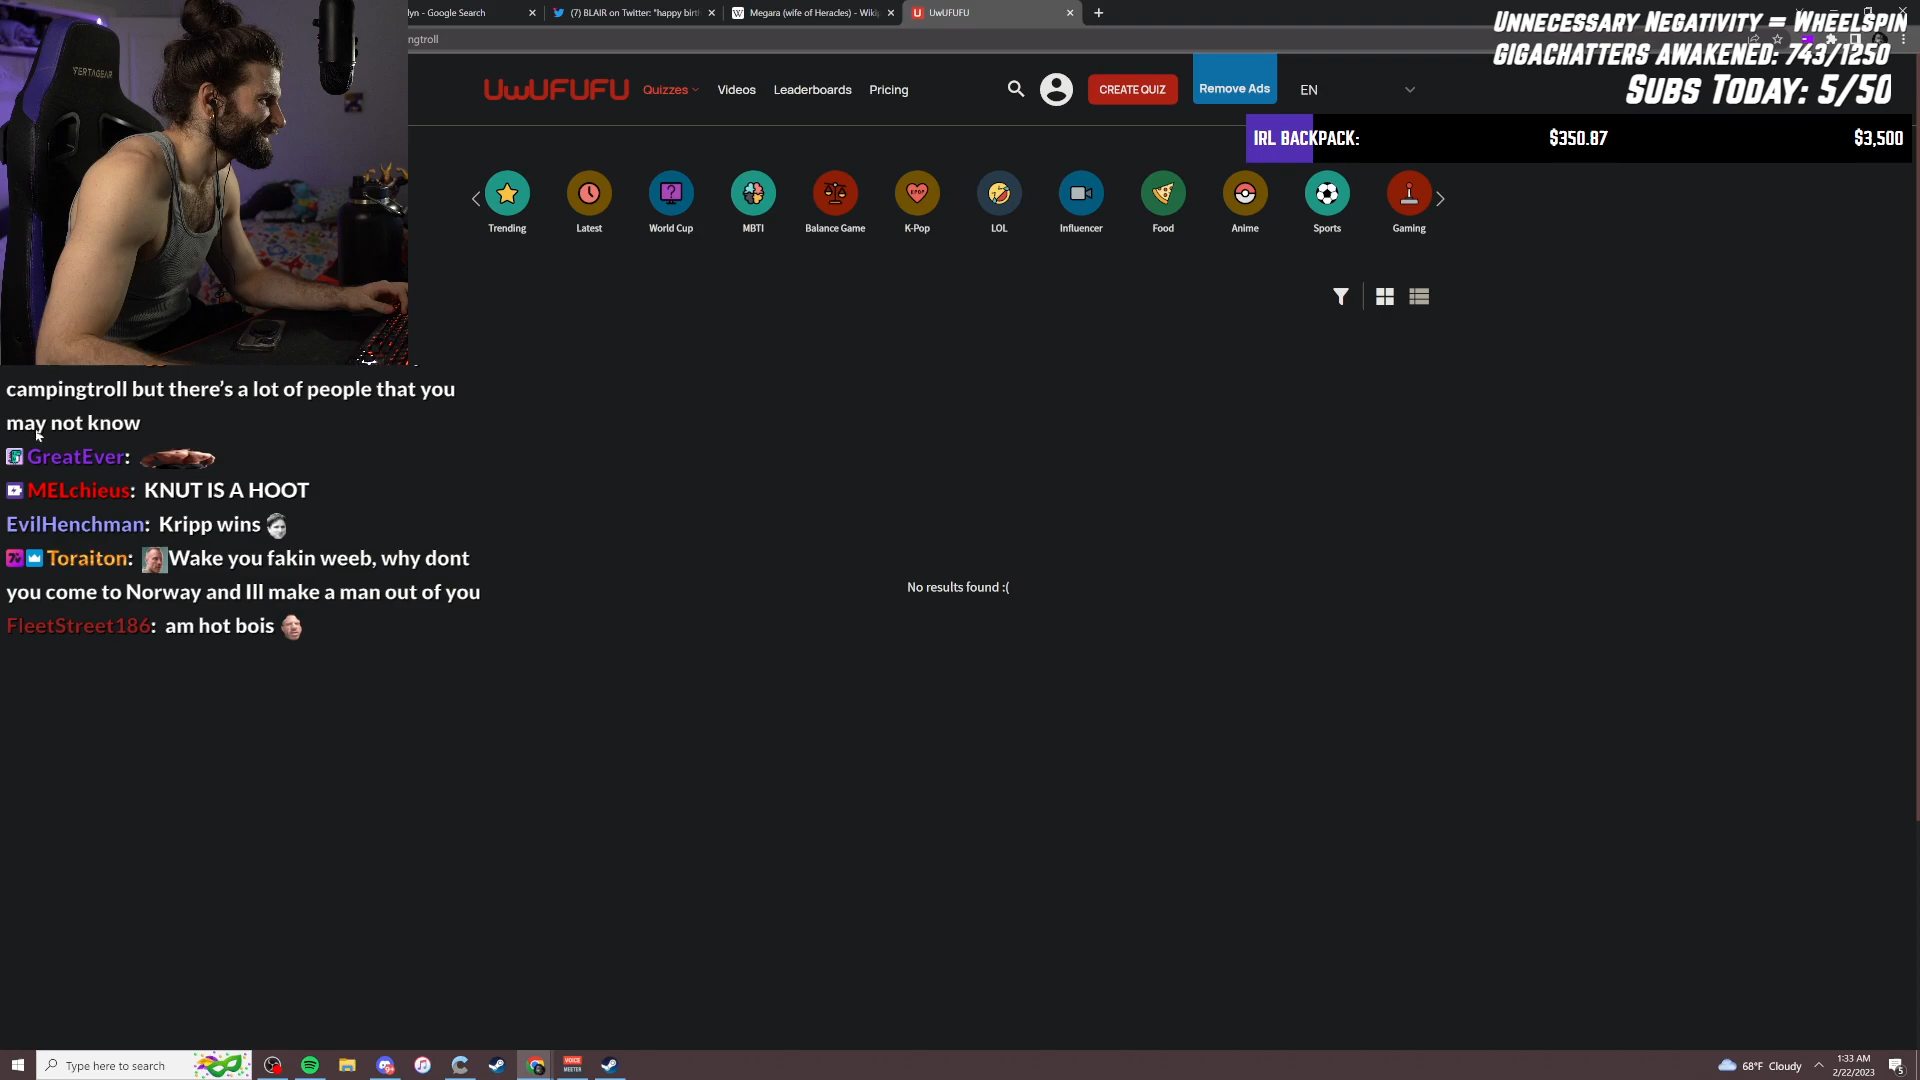 lyn - Google Search
(7) BLAIR on Twitter: "happy birt
Megara (wife of Heracles) - Wiki
UwUFUFU
ngtroll
UNNECESSARY NEGATIVITY = WHEELSPIN
GIGACHATTERS AWAKENED: 743/1250
SUBS TODAY: 5/50
IRL BACKPACK: $350.87 $3,500
VERTAGEAR
UWUFUFU
Quizzes Videos Leaderboards Pricing
CREATE QUIZ
Remove Ads
EN
KPOP
Trending Latest World Cup MBTI Balance Game K-Pop LOL Influencer Food Anime Sports Gaming
campingtroll but there's a lot of people that you
may not know
GreatEver:
MELchieus: KNUT IS A HOOT
EvilHenchman: Kripp wins
Toraiton: Wake you fakin weeb, why dont
you come to Norway and Ill make a man out of you
FleetStreet186: am hot bois
No results found :(
Type here to search
VOICE
MEETER
68°F Cloudy
1:33 AM
2/22/2023
5